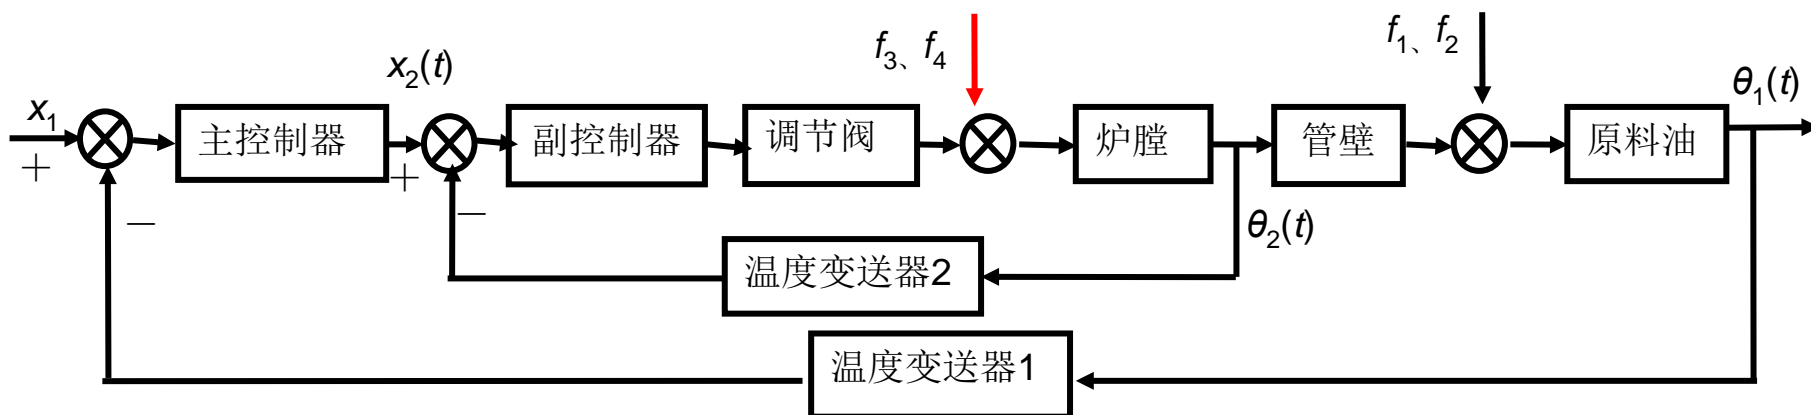 f₃、f₄
f₁、f₂
x₂(t)
θ₁(t)
x₁
主控制器
副控制器
调节阀
炉膛
管壁
原料油
+
+
−
−
θ₂(t)
温度变送器2
温度变送器1